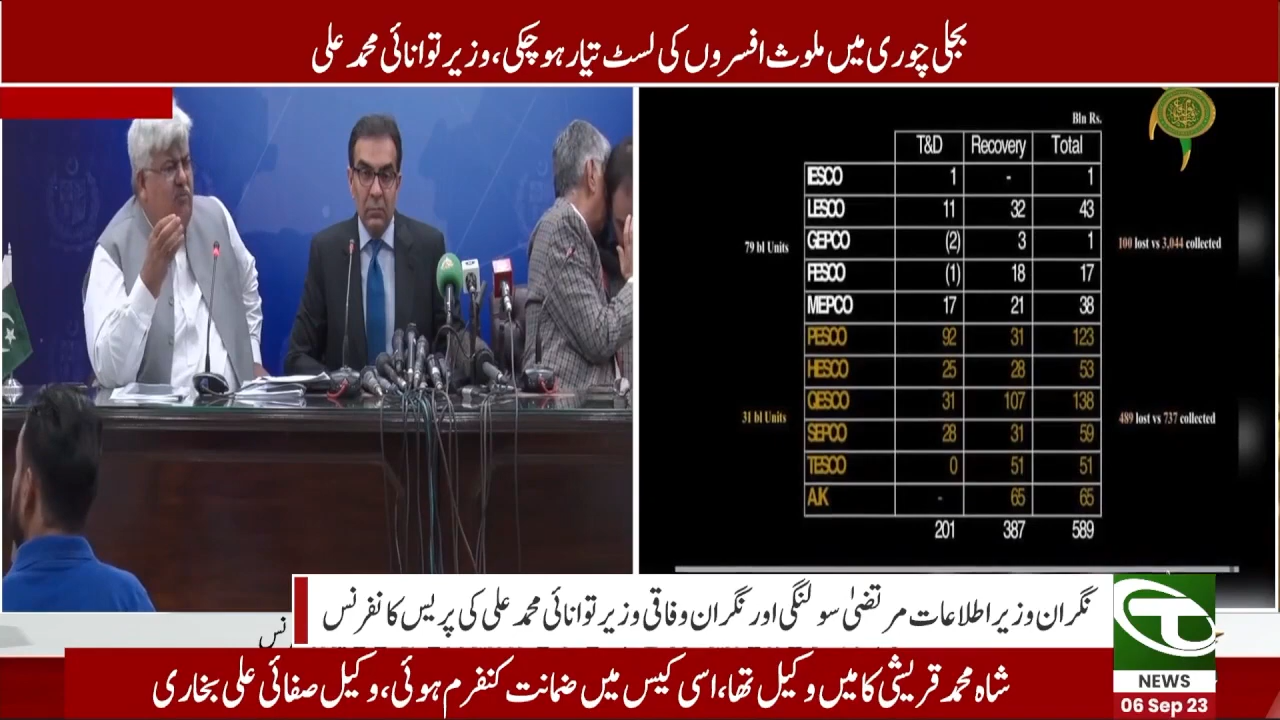 بجلی چوری میں ملوث افسروں کی لسٹ تیار ہو چکی، وزیر توانائی محمد علی
Bln Rs.
T&D Recovery Total
IESCO 1 - 1
LESCO 11 32 43
GEPCO (2) 3 1
FESCO (1) 18 17
MEPCO 17 21 38
PESCO 92 31 123
HESCO 25 28 53
QESCO 31 107 138
SEPCO 28 31 59
TESCO 0 51 51
AK - 65 65
201 387 589
79 bl Units
100 lost vs 3,044 collected
31 bl Units
489 lost vs 737 collected
نگران وزیر اطلاعات مرتضیٰ سولنگی اور نگران وفاقی وزیر توانائی محمد علی کی پریس کانفرنس
شاہ محمد قریشی کا میں وکیل تھا، اسی کیس میں ضمانت کنفرم ہوئی، وکیل صفائی علی بخاری
NEWS
06 Sep 23